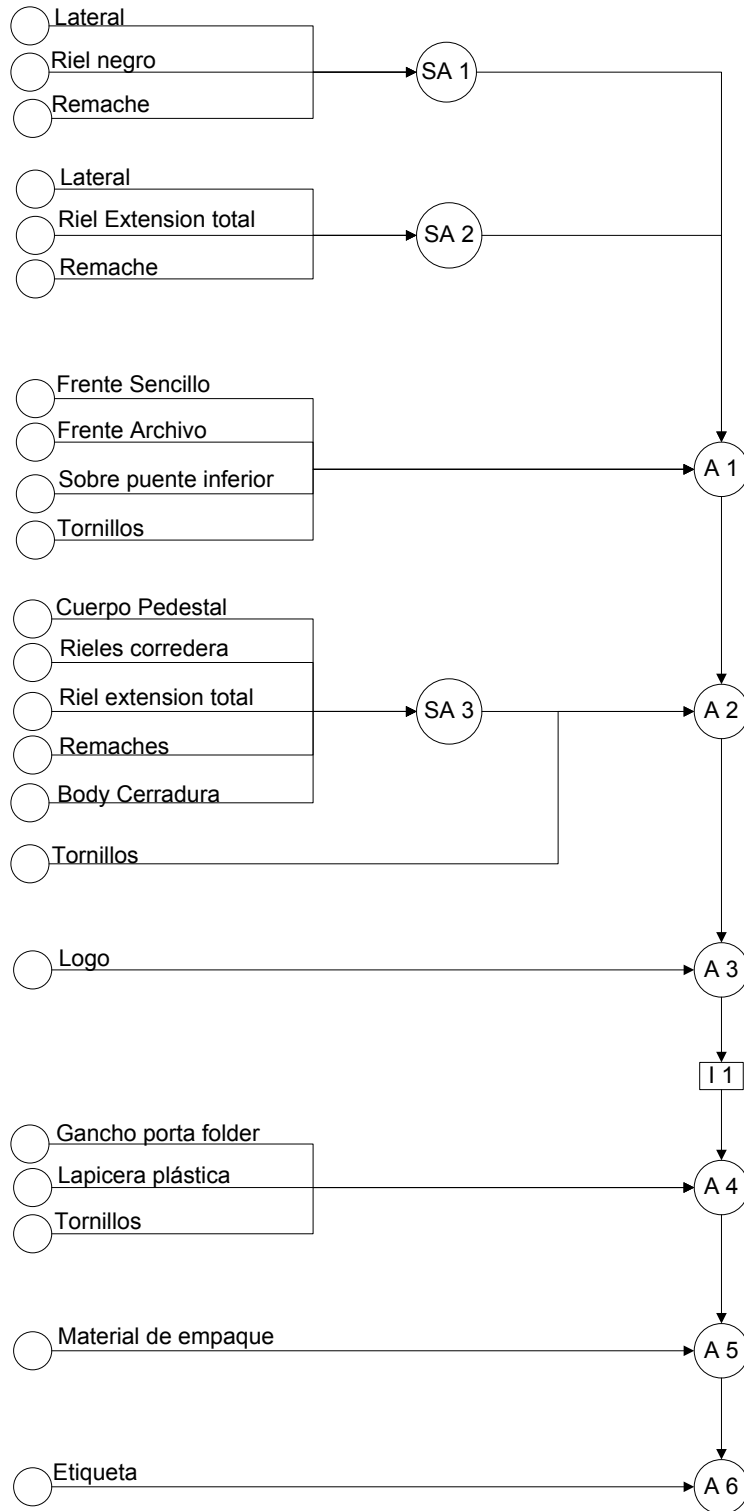 Lateral
Riel negro
Remache
SA 1
Lateral
Riel Extension total
Remache
SA 2
Frente Sencillo
Frente Archivo
Sobre puente inferior
Tornillos
A 1
Cuerpo Pedestal
Rieles corredera
Riel extension total
Remaches
Body Cerradura
SA 3
Tornillos
A 2
Logo
A 3
I 1
Gancho porta folder
Lapicera plástica
Tornillos
A 4
Material de empaque
A 5
Etiqueta
A 6